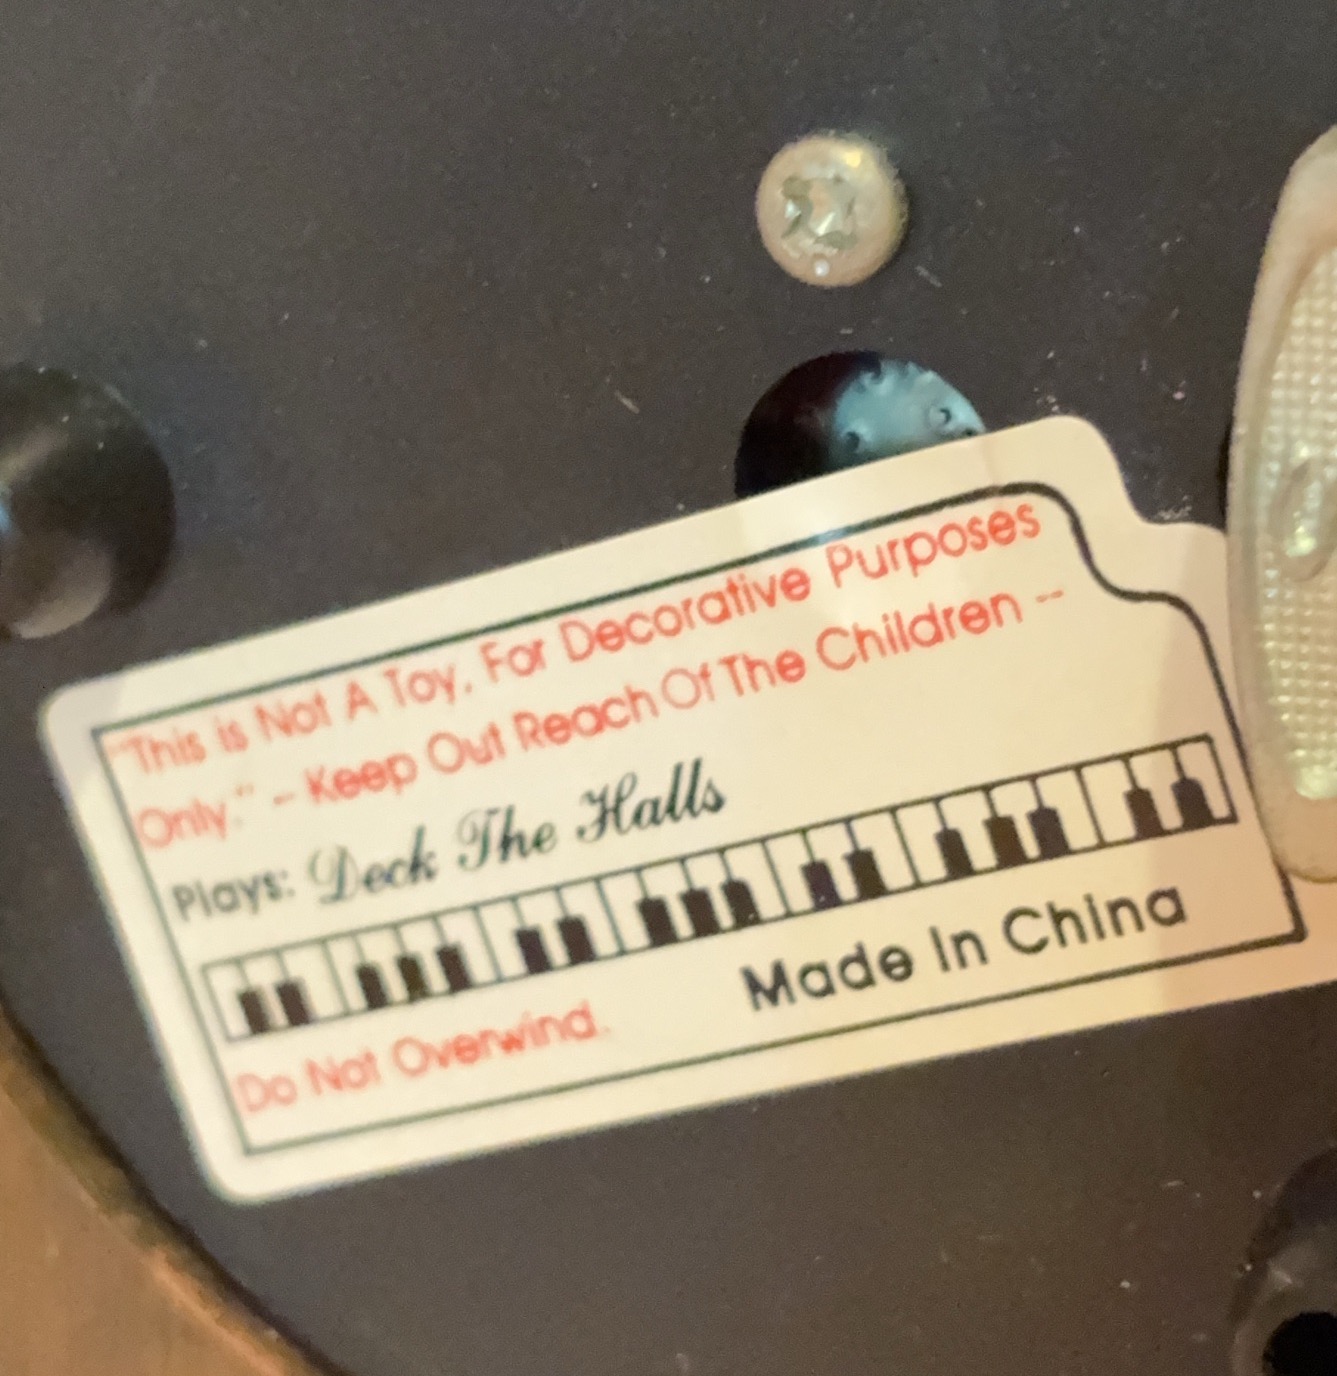 "This is Not A Toy, For Decorative Purposes
Only." - Keep Out Reach Of The Children -
Plays: Deck The Halls
Do Not Overwind.
Made In China